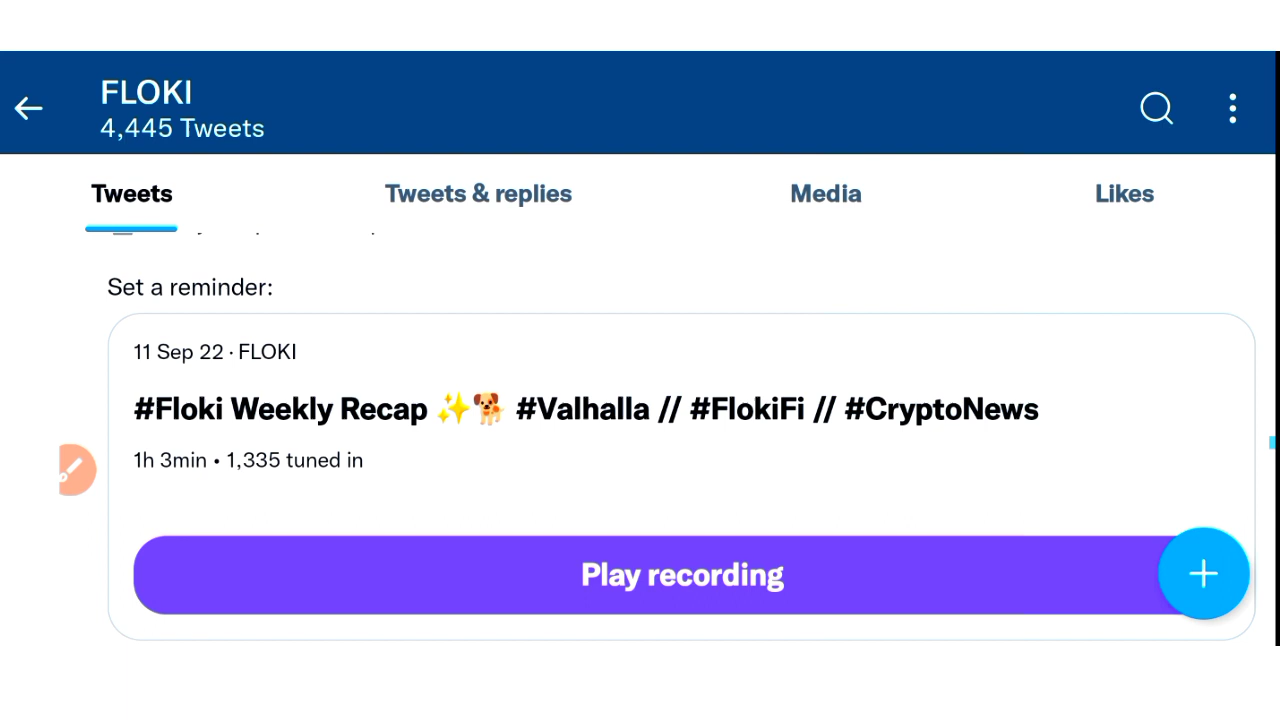 FLOKI
4,445 Tweets
Tweets
Tweets & replies
Media
Likes
Set a reminder:
11 Sep 22 · FLOKI
#Floki Weekly Recap ✨🐕 #Valhalla // #FlokiFi // #CryptoNews
1h 3min • 1,335 tuned in
Play recording